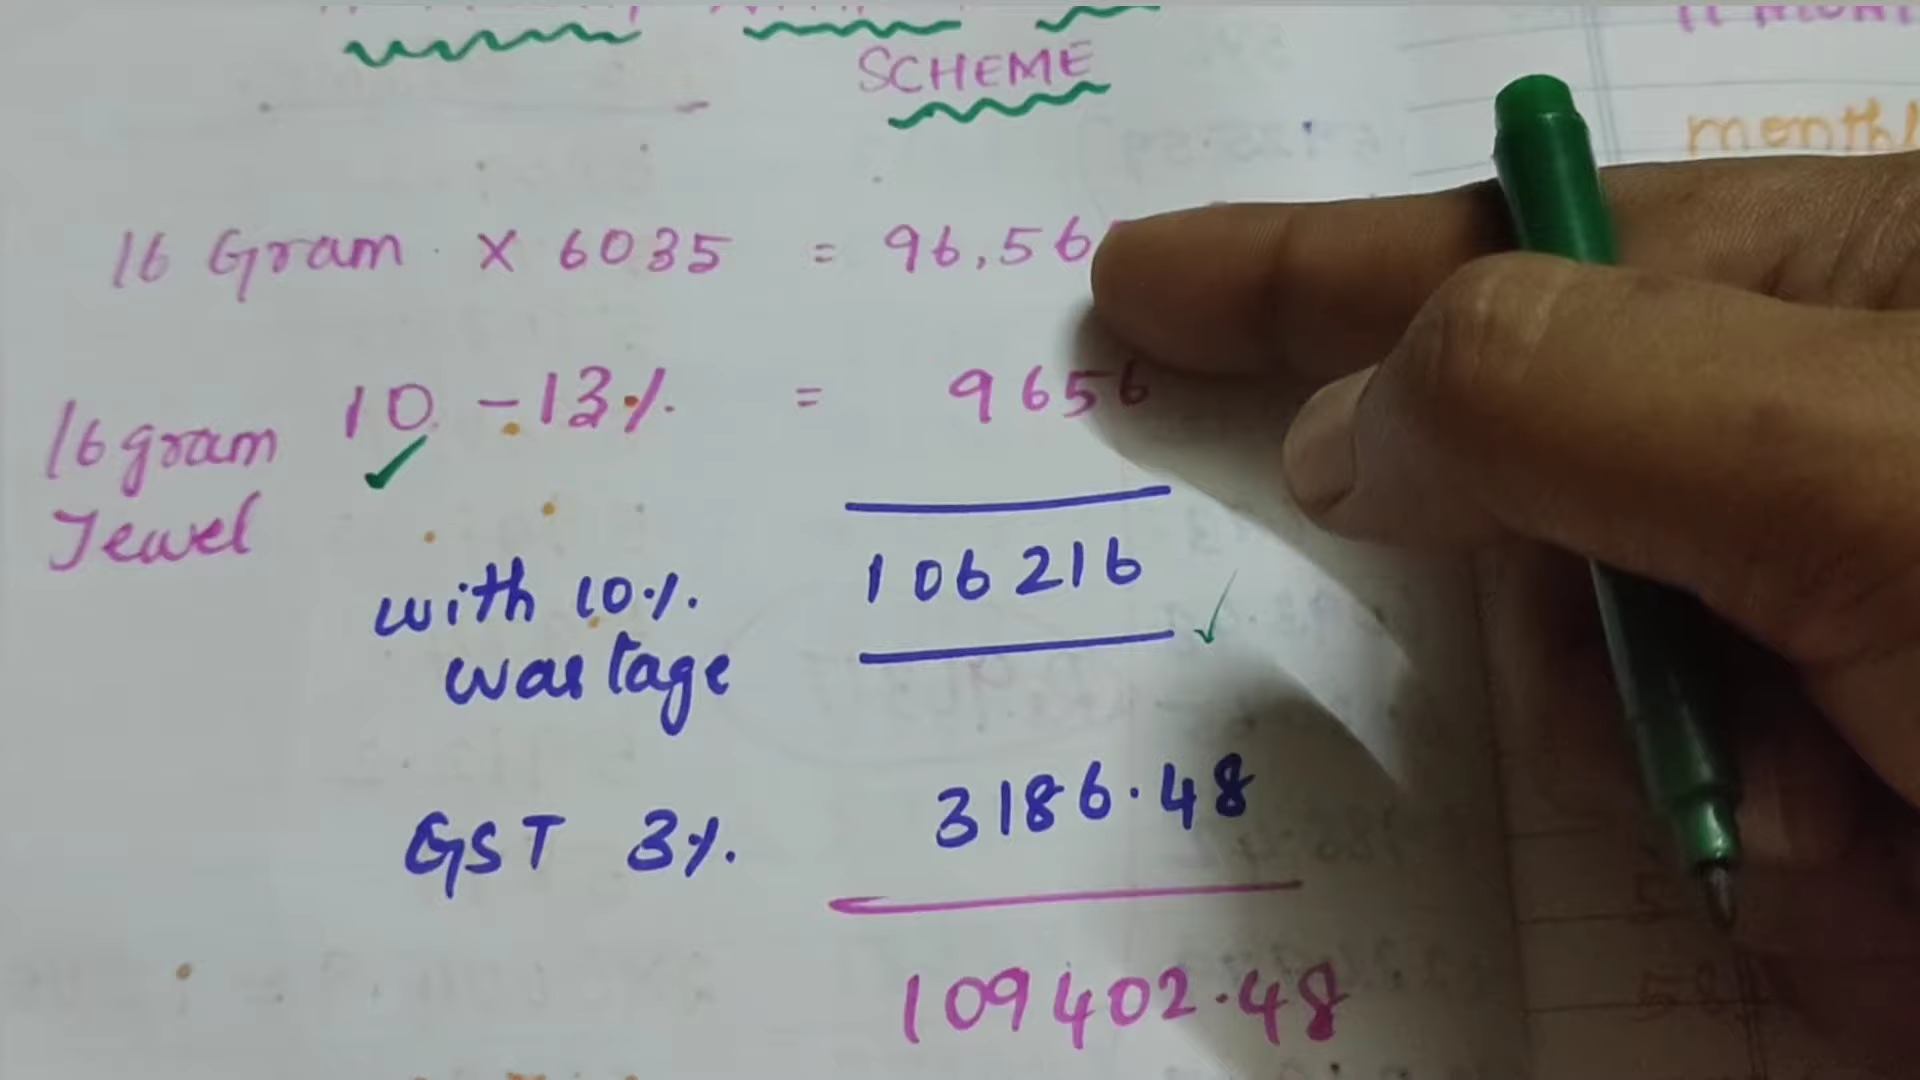 SCHEME
16 Gram X 6035 = 96,56
16 gram Jewel 10 - 13% = 9656
with 10% wastage 106216
GST 3% 3186.48
109402.48
month